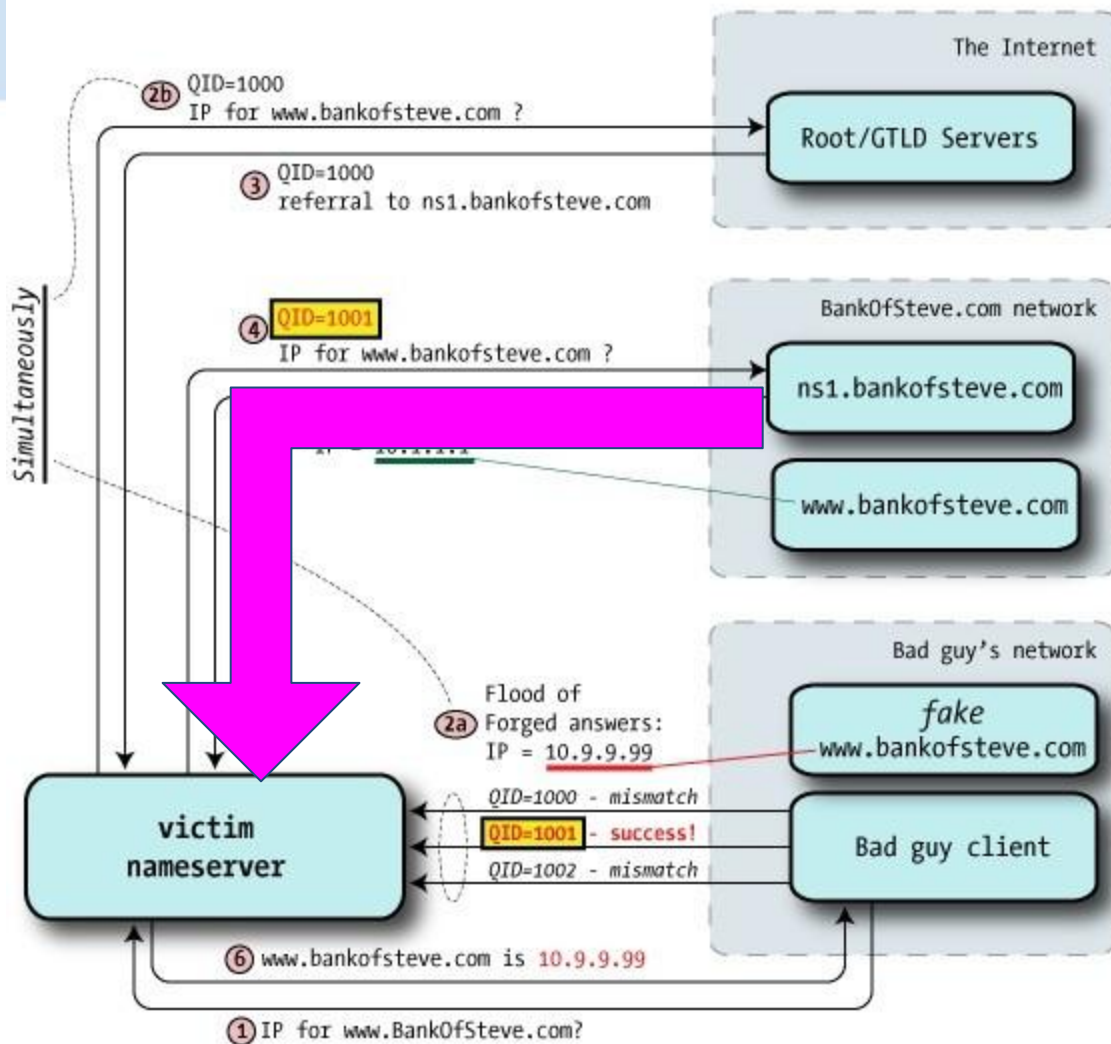 The Internet
2b QID=1000
IP for www.bankofsteve.com ?
Root/GTLD Servers
3 QID=1000
referral to ns1.bankofsteve.com
Simultaneously
BankOfSteve.com network
4 QID=1001
IP for www.bankofsteve.com ?
ns1.bankofsteve.com
www.bankofsteve.com
Bad guy's network
2a Flood of
Forged answers:
IP = 10.9.9.99
fake
www.bankofsteve.com
QID=1000 - mismatch
QID=1001 - success!
QID=1002 - mismatch
victim
nameserver
Bad guy client
6 www.bankofsteve.com is 10.9.9.99
1 IP for www.BankOfSteve.com?